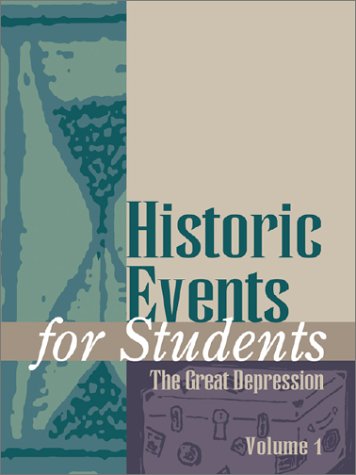 Historic
Events
for Students
The Great Depression
Volume 1